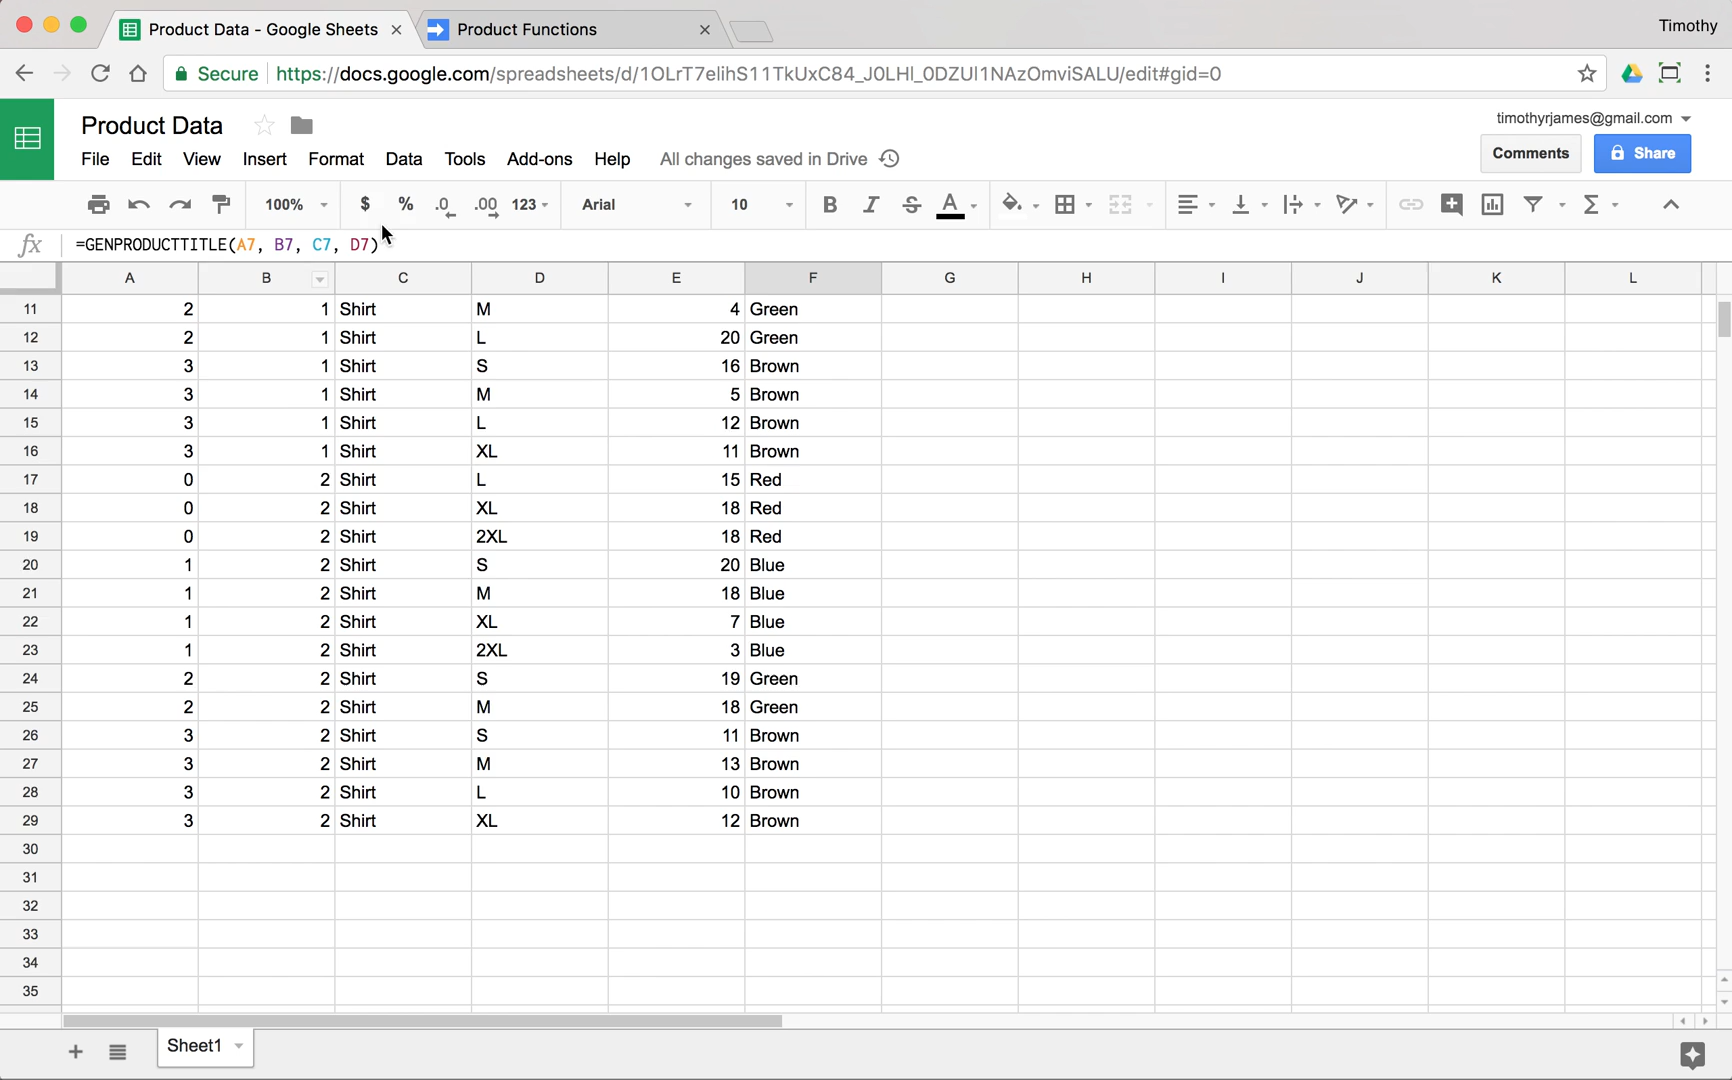 Product Data - Google Sheets
Product Functions
Timothy
Secure https://docs.google.com/spreadsheets/d/1OLrT7elihS11TkUxC84_J0LHI_0DZUI1NAzOmviSALU/edit#gid=0
Product Data
timothyrjames@gmail.com
File Edit View Insert Format Data Tools Add-ons Help All changes saved in Drive
Comments Share
100% $ % .0 .00 123 Arial 10 B I S A Σ
fx =GENPRODUCTTITLE(A7, B7, C7, D7)
A B C D E F G H I J K L
11 2 1 Shirt M 4 Green
12 2 1 Shirt L 20 Green
13 3 1 Shirt S 16 Brown
14 3 1 Shirt M 5 Brown
15 3 1 Shirt L 12 Brown
16 3 1 Shirt XL 11 Brown
17 0 2 Shirt L 15 Red
18 0 2 Shirt XL 18 Red
19 0 2 Shirt 2XL 18 Red
20 1 2 Shirt S 20 Blue
21 1 2 Shirt M 18 Blue
22 1 2 Shirt XL 7 Blue
23 1 2 Shirt 2XL 3 Blue
24 2 2 Shirt S 19 Green
25 2 2 Shirt M 18 Green
26 3 2 Shirt S 11 Brown
27 3 2 Shirt M 13 Brown
28 3 2 Shirt L 10 Brown
29 3 2 Shirt XL 12 Brown
30
31
32
33
34
35
Sheet1